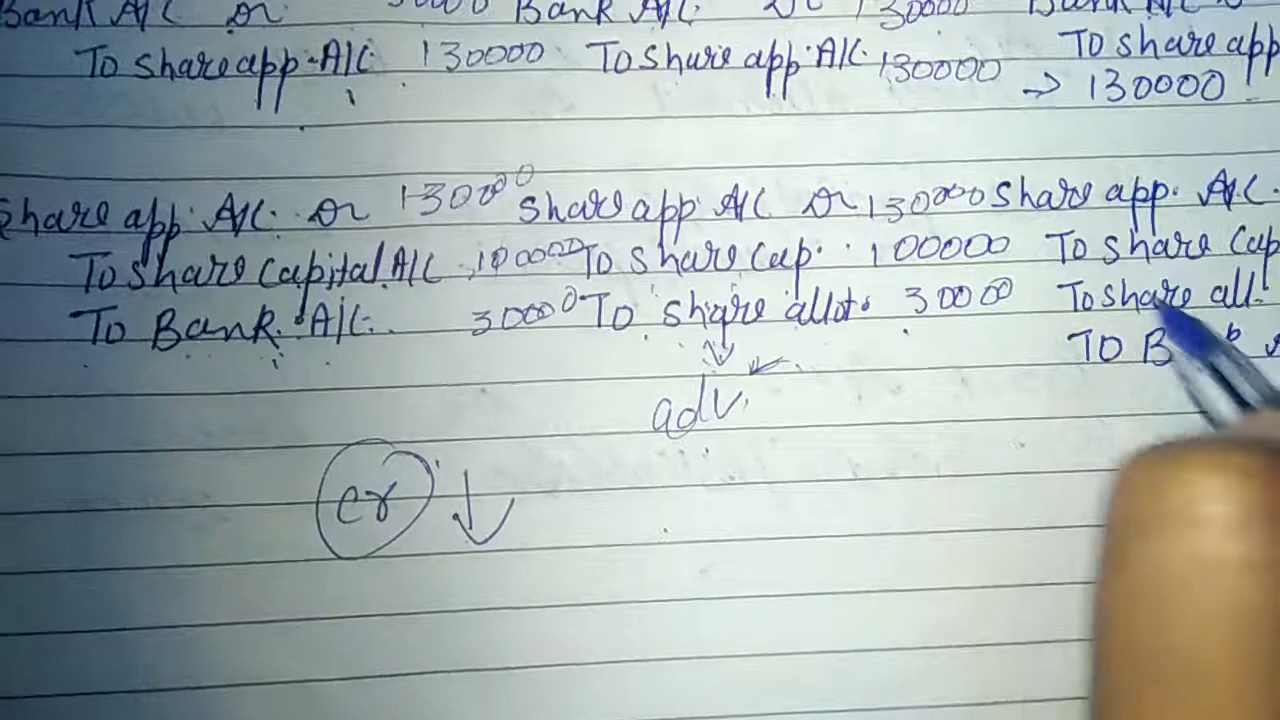 Bank A/C Dr 130000 Bank A/C Dr 130000 Bank A/C
To share app. A/C 130000 To share app A/C 130000 To share app
→ 130000
Share app A/C. Dr 130000 Share app A/C Dr 130000 Share app. A/C.
To share capital A/C 100000 To share cap. 100000 To share cap
To Bank A/C. 30000 To share allot. 30000 To share all.
TO B
adv.
cr